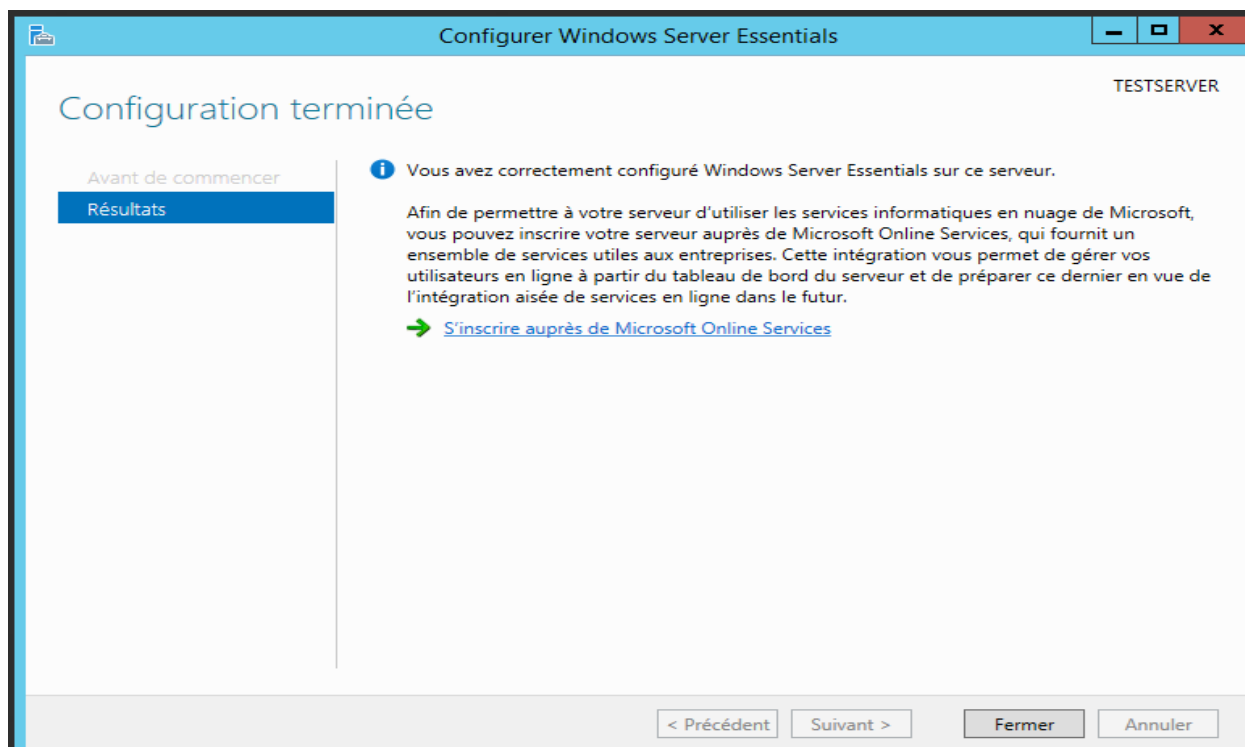 Configurer Windows Server Essentials
TESTSERVER
Configuration terminée
Avant de commencer
Résultats
Vous avez correctement configuré Windows Server Essentials sur ce serveur.
Afin de permettre à votre serveur d'utiliser les services informatiques en nuage de Microsoft,
vous pouvez inscrire votre serveur auprès de Microsoft Online Services, qui fournit un
ensemble de services utiles aux entreprises. Cette intégration vous permet de gérer vos
utilisateurs en ligne à partir du tableau de bord du serveur et de préparer ce dernier en vue de
l'intégration aisée de services en ligne dans le futur.
S'inscrire auprès de Microsoft Online Services
< Précédent Suivant > Fermer Annuler